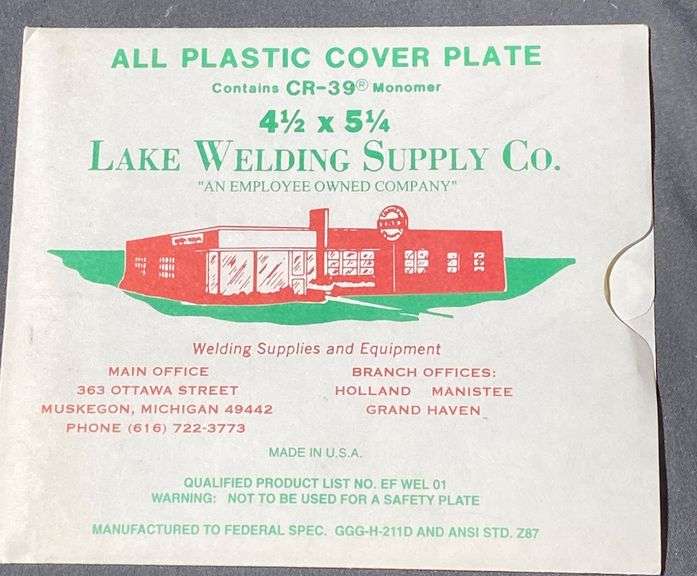 ALL PLASTIC COVER PLATE
Contains CR-39® Monomer
4½ x 5¼
LAKE WELDING SUPPLY CO.
"AN EMPLOYEE OWNED COMPANY"
Welding Supplies and Equipment
MAIN OFFICE
363 OTTAWA STREET
MUSKEGON, MICHIGAN 49442
PHONE (616) 722-3773
BRANCH OFFICES:
HOLLAND MANISTEE
GRAND HAVEN
MADE IN U.S.A.
QUALIFIED PRODUCT LIST NO. EF WEL 01
WARNING: NOT TO BE USED FOR A SAFETY PLATE
MANUFACTURED TO FEDERAL SPEC. GGG-H-211D AND ANSI STD. Z87